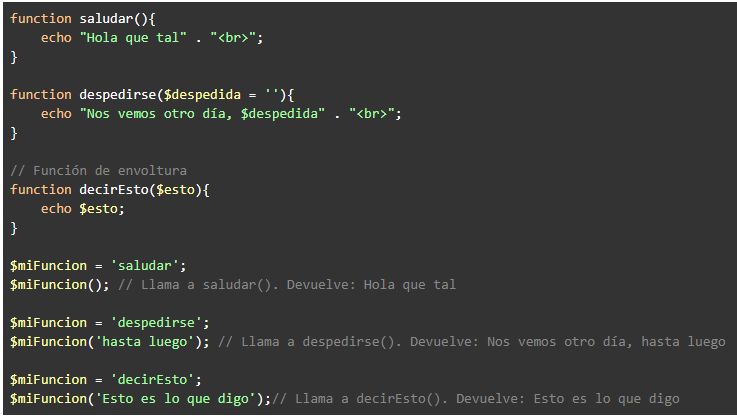 function saludar(){
    echo "Hola que tal" . "<br>";
}

function despedirse($despedida = ''){
    echo "Nos vemos otro día, $despedida" . "<br>";
}

// Función de envoltura
function decirEsto($esto){
    echo $esto;
}

$miFuncion = 'saludar';
$miFuncion(); // Llama a saludar(). Devuelve: Hola que tal

$miFuncion = 'despedirse';
$miFuncion('hasta luego'); // Llama a despedirse(). Devuelve: Nos vemos otro día, hasta luego

$miFuncion = 'decirEsto';
$miFuncion('Esto es lo que digo');// Llama a decirEsto(). Devuelve: Esto es lo que digo